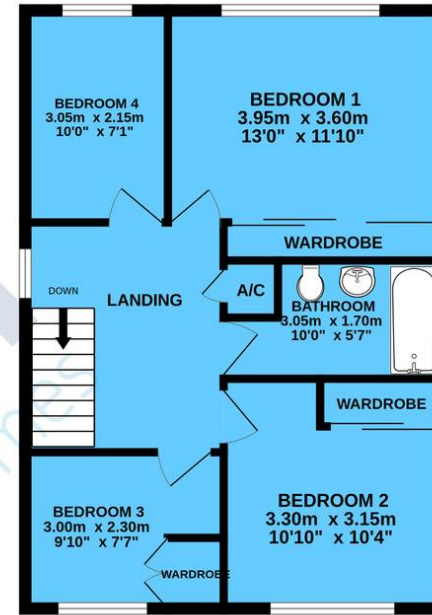 BEDROOM 4
3.05m x 2.15m
10'0" x 7'1"
BEDROOM 1
3.95m x 3.60m
13'0" x 11'10"
WARDROBE
DOWN
LANDING
A/C
BATHROOM
3.05m x 1.70m
10'0" x 5'7"
WARDROBE
BEDROOM 3
3.00m x 2.30m
9'10" x 7'7"
WARDROBE
BEDROOM 2
3.30m x 3.15m
10'10" x 10'4"